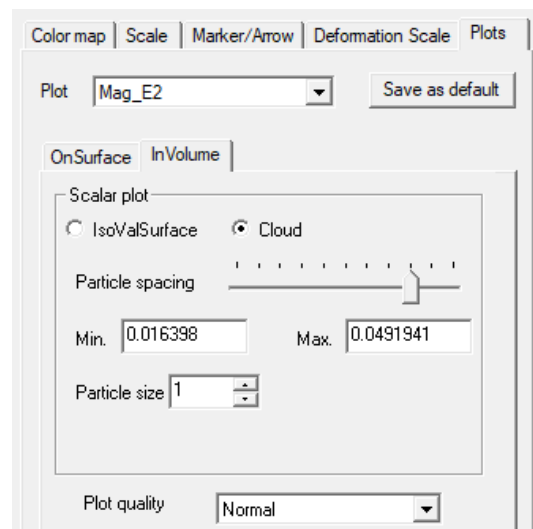 Color map Scale Marker/Arrow Deformation Scale Plots
Plot Mag_E2 Save as default
OnSurface InVolume
Scalar plot
IsoValSurface Cloud
Particle spacing
Min. 0.016398 Max. 0.0491941
Particle size 1
Plot quality Normal